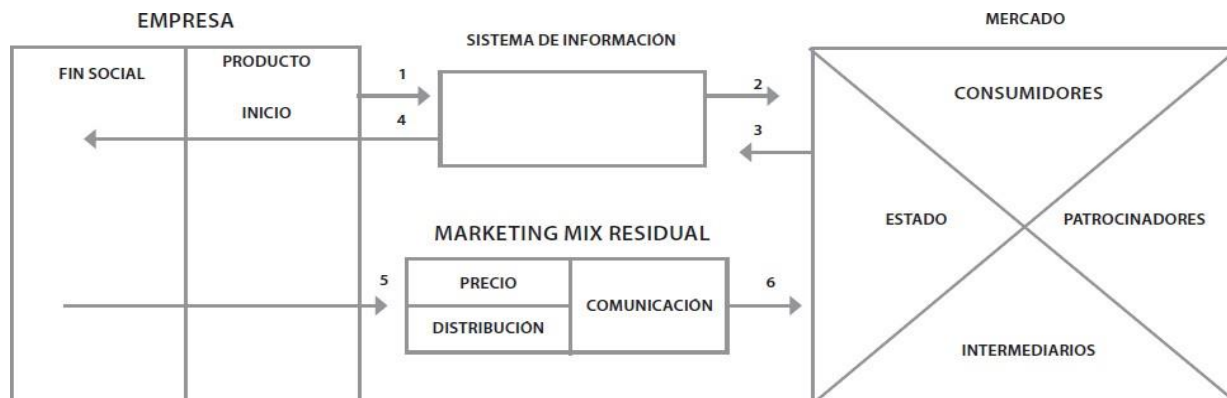 EMPRESA
FIN SOCIAL
PRODUCTO
INICIO
1
4
SISTEMA DE INFORMACIÓN
2
3
MERCADO
CONSUMIDORES
ESTADO
PATROCINADORES
INTERMEDIARIOS
5
MARKETING MIX RESIDUAL
PRECIO
DISTRIBUCIÓN
COMUNICACIÓN
6